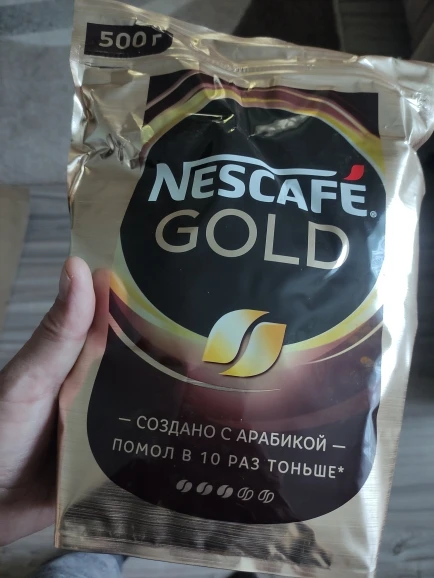 500 г
NESCAFÉ®
GOLD
— СОЗДАНО С АРАБИКОЙ —
ПОМОЛ В 10 РАЗ ТОНЬШЕ*